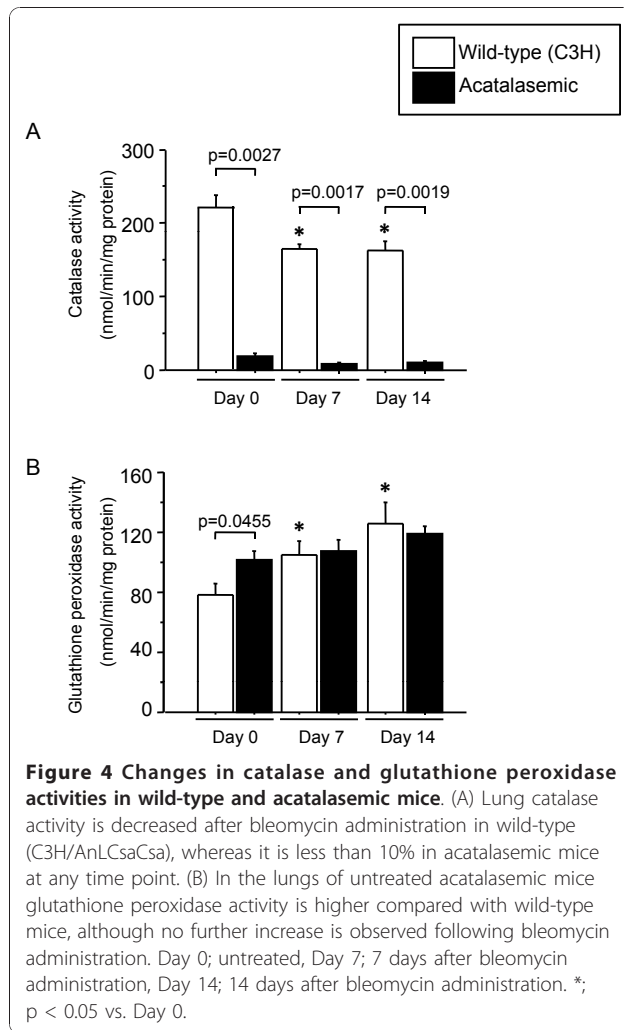 Wild-type (C3H)
Acatalasemic
A
Catalase activity
(nmol/min/mg protein)
300
200
100
0
p=0.0027
p=0.0017
p=0.0019
*
*
Day 0
Day 7
Day 14
B
Glutathione peroxidase activity
(nmol/min/mg protein)
160
120
80
40
0
p=0.0455
*
*
Day 0
Day 7
Day 14
Figure 4 Changes in catalase and glutathione peroxidase
activities in wild-type and acatalasemic mice. (A) Lung catalase
activity is decreased after bleomycin administration in wild-type
(C3H/AnLCsaCsa), whereas it is less than 10% in acatalasemic mice
at any time point. (B) In the lungs of untreated acatalasemic mice
glutathione peroxidase activity is higher compared with wild-type
mice, although no further increase is observed following bleomycin
administration. Day 0; untreated, Day 7; 7 days after bleomycin
administration, Day 14; 14 days after bleomycin administration. *;
p < 0.05 vs. Day 0.